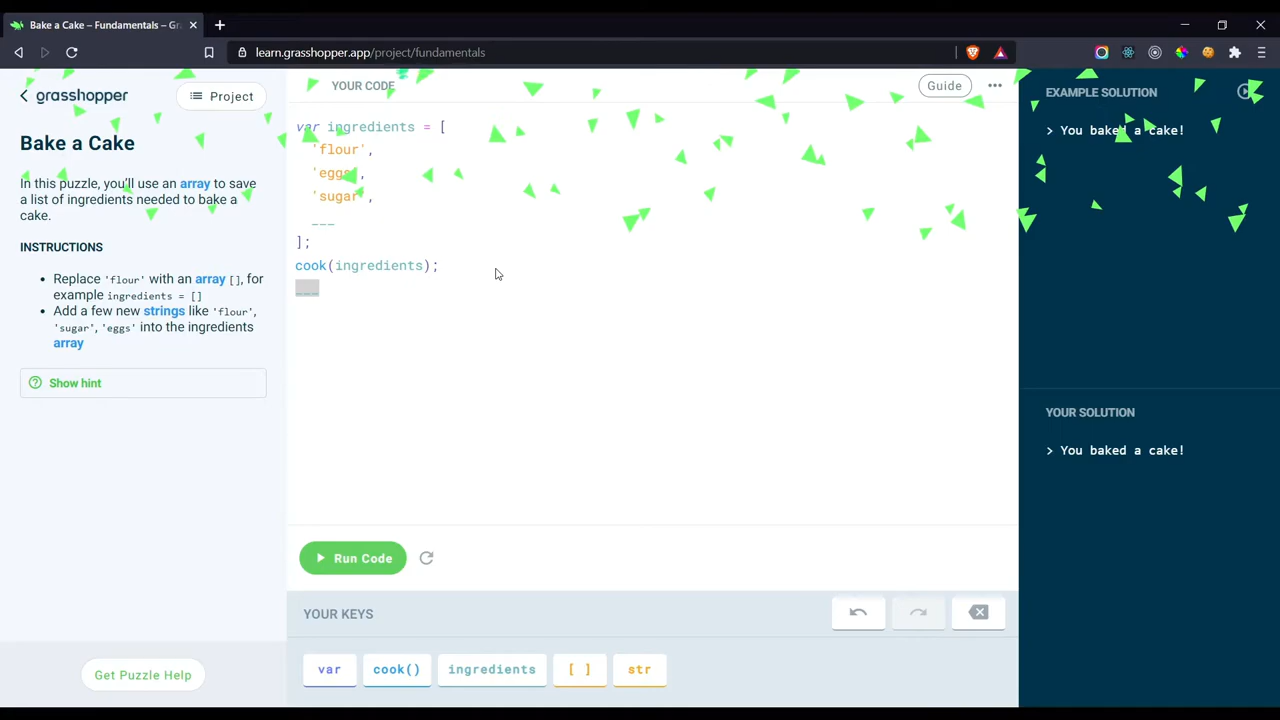 Bake a Cake – Fundamentals – Gr
learn.grasshopper.app/project/fundamentals
grasshopper
Project
Bake a Cake
In this puzzle, you'll use an array to save
a list of ingredients needed to bake a
cake.
INSTRUCTIONS
Replace 'flour' with an array [], for
example ingredients = []
Add a few new strings like 'flour',
'sugar', 'eggs' into the ingredients
array
Show hint
Get Puzzle Help
YOUR CODE
Guide
var ingredients = [
'flour',
'eggs',
'sugar',
___
];
cook(ingredients);
___
Run Code
YOUR KEYS
var
cook()
ingredients
[ ]
str
EXAMPLE SOLUTION
> You baked a cake!
YOUR SOLUTION
> You baked a cake!